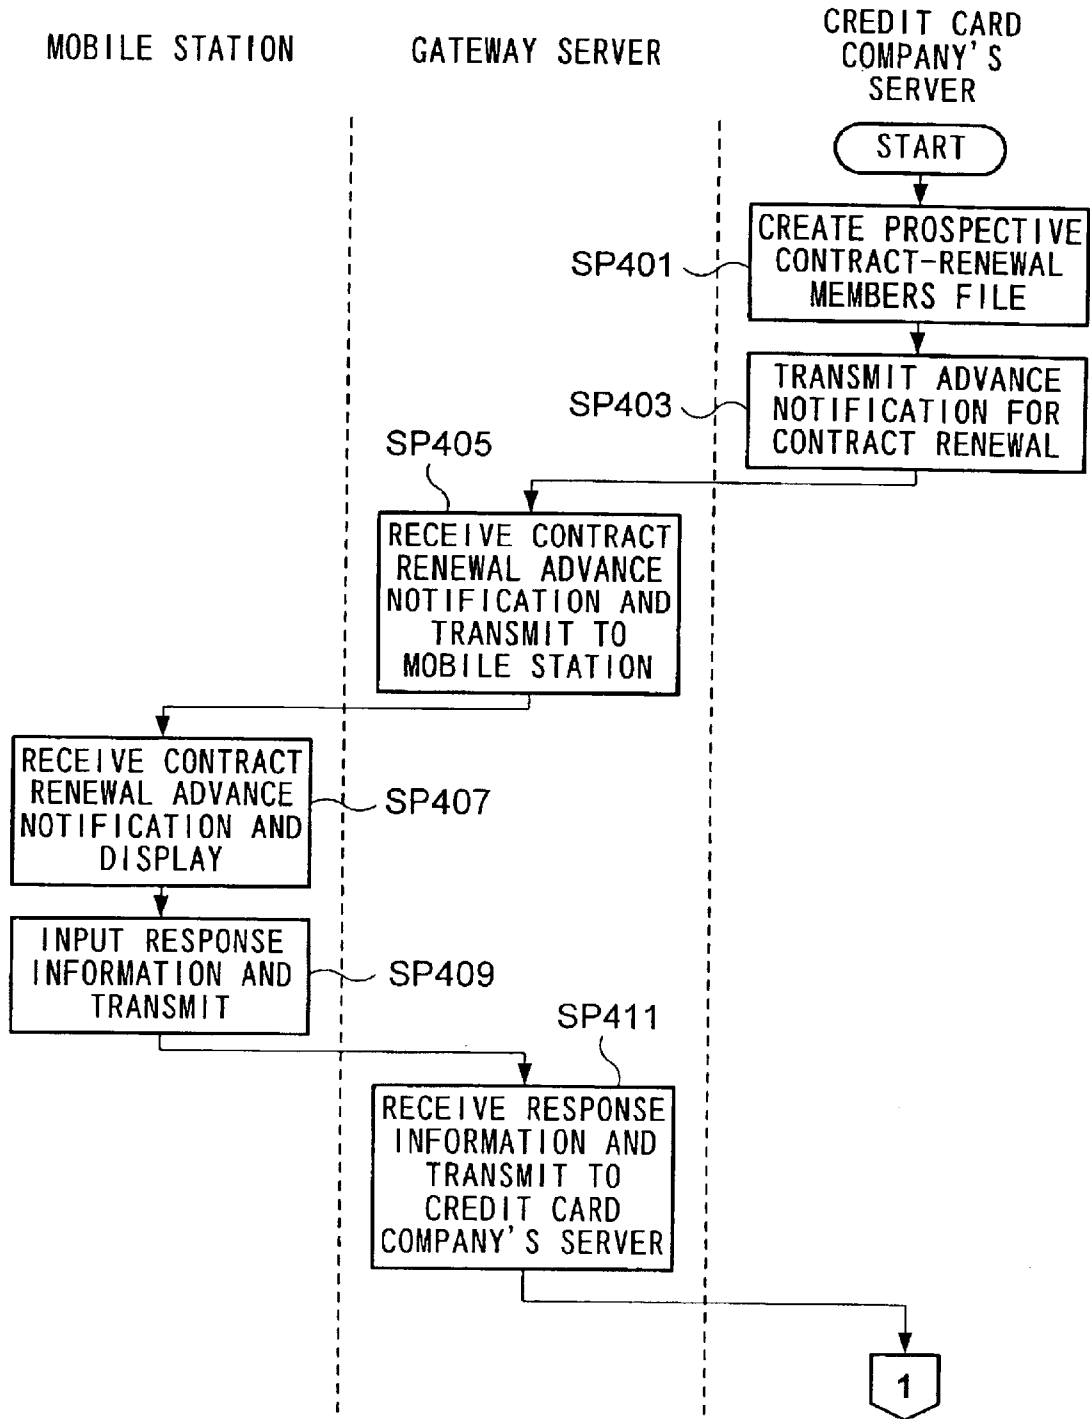 MOBILE STATION
GATEWAY SERVER
CREDIT CARD
COMPANY'S
SERVER
START
SP401
CREATE PROSPECTIVE
CONTRACT-RENEWAL
MEMBERS FILE
SP403
TRANSMIT ADVANCE
NOTIFICATION FOR
CONTRACT RENEWAL
SP405
RECEIVE CONTRACT
RENEWAL ADVANCE
NOTIFICATION AND
TRANSMIT TO
MOBILE STATION
RECEIVE CONTRACT
RENEWAL ADVANCE
NOTIFICATION AND
DISPLAY
SP407
INPUT RESPONSE
INFORMATION AND
TRANSMIT
SP409
SP411
RECEIVE RESPONSE
INFORMATION AND
TRANSMIT TO
CREDIT CARD
COMPANY'S SERVER
1